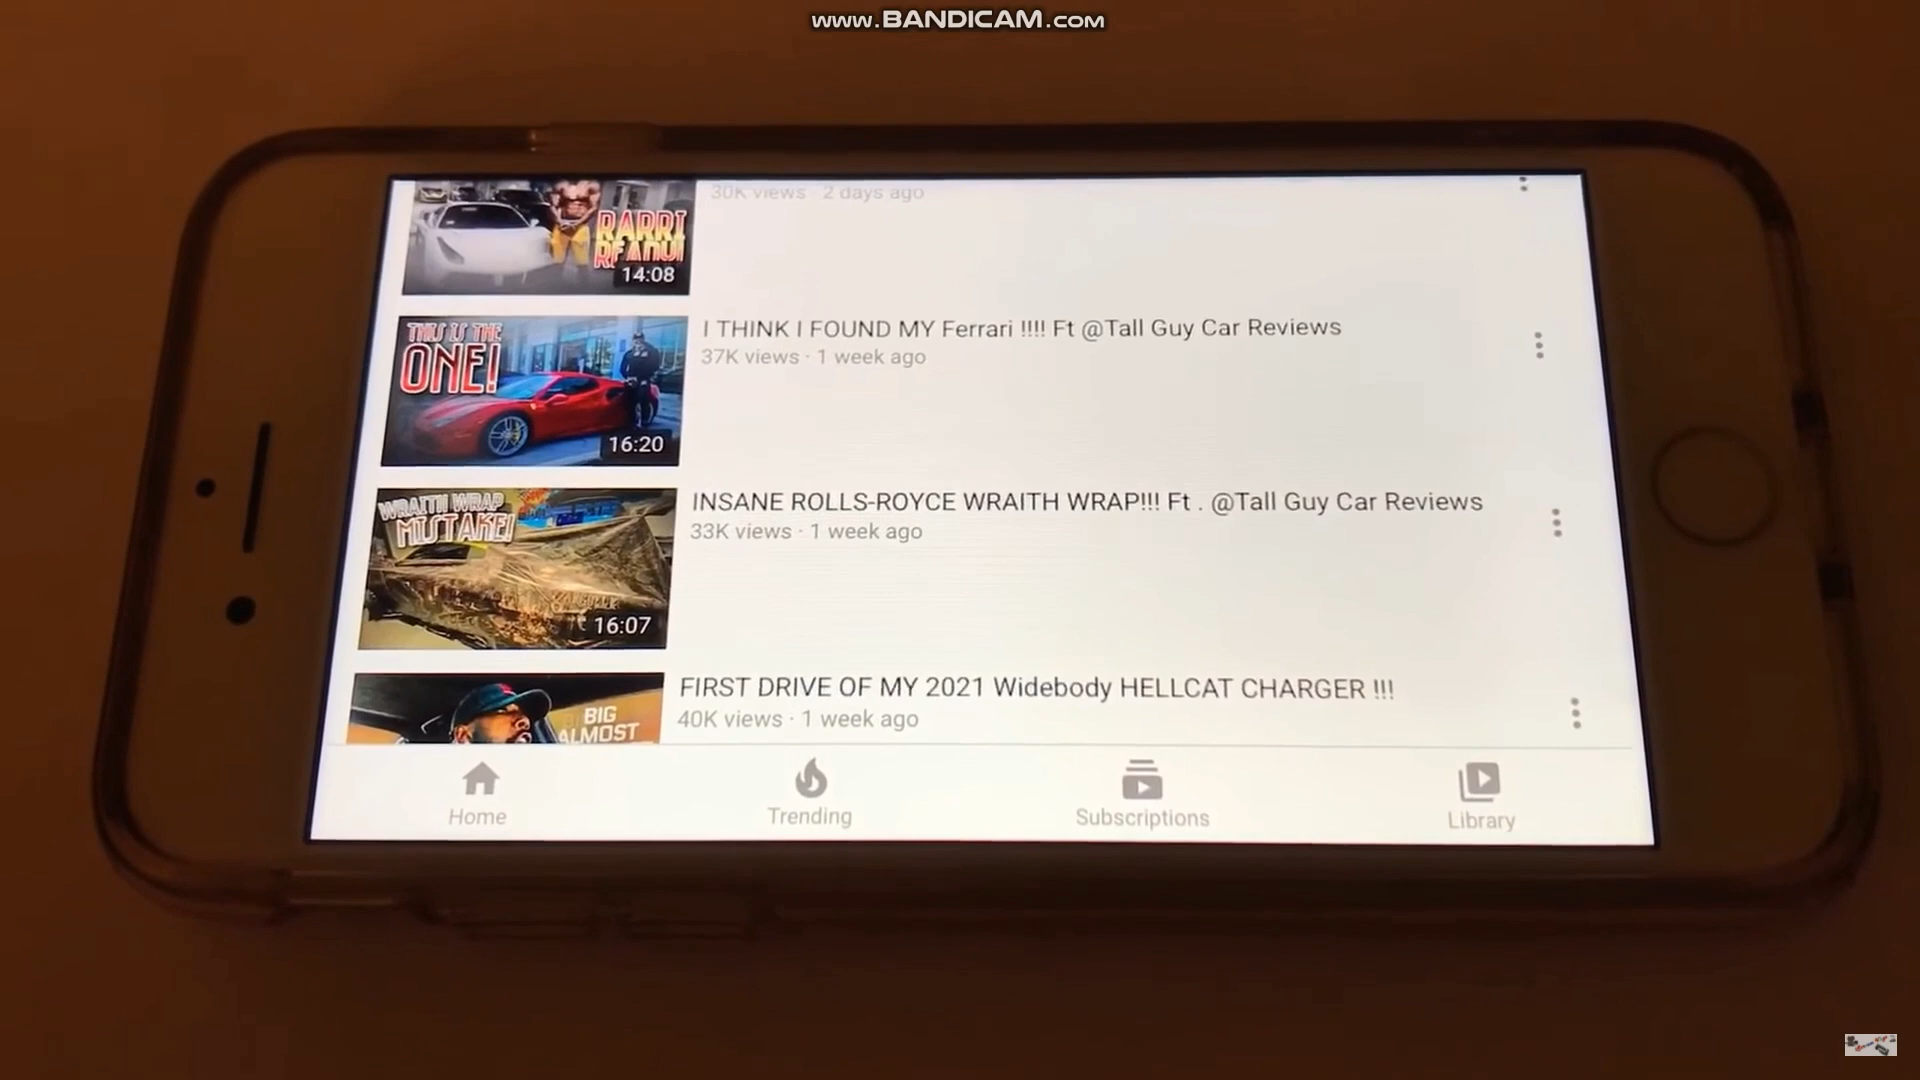 www.BANDICAM.com
30K views · 2 days ago
RARRI
14:08
THIS IS THE
ONE!
16:20
I THINK I FOUND MY Ferrari !!!! Ft @Tall Guy Car Reviews
37K views · 1 week ago
WRAITH WRAP
MISTAKE!
16:07
INSANE ROLLS-ROYCE WRAITH WRAP!!! Ft . @Tall Guy Car Reviews
33K views · 1 week ago
BIG
ALMOST
FIRST DRIVE OF MY 2021 Widebody HELLCAT CHARGER !!!
40K views · 1 week ago
Home
Trending
Subscriptions
Library